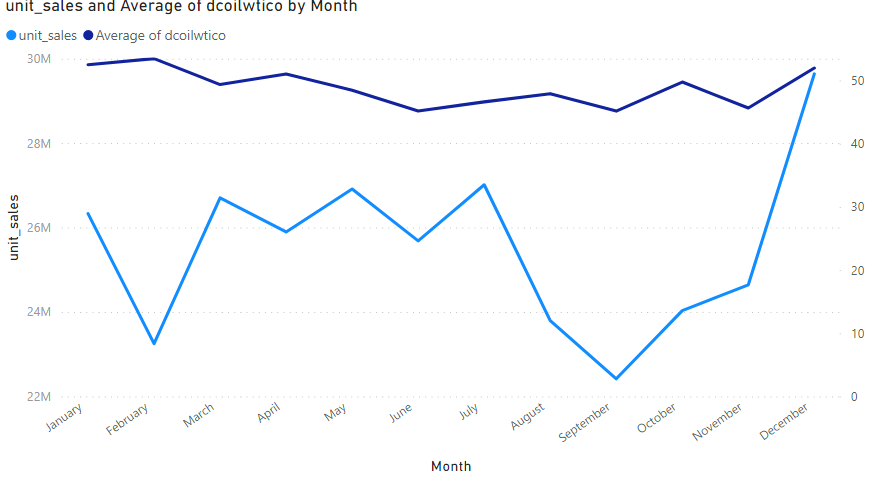 unit_sales and Average of dcoilwtico by Month
unit_sales Average of dcoilwtico
30M
28M
26M
24M
22M
unit_sales
50
40
30
20
10
0
January
February
March
April
May
June
July
August
September
October
November
December
Month